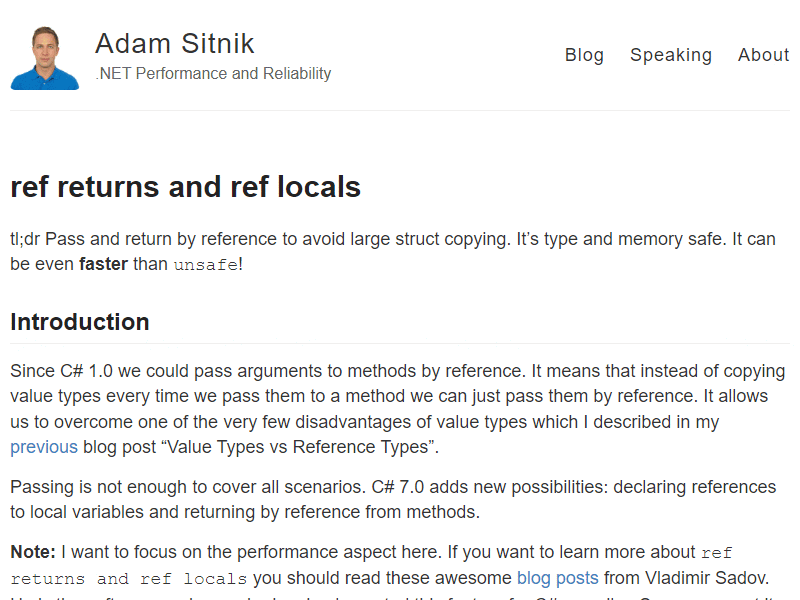 Adam Sitnik
.NET Performance and Reliability
Blog Speaking About
ref returns and ref locals
tl;dr Pass and return by reference to avoid large struct copying. It’s type and memory safe. It can
be even faster than unsafe!
Introduction
Since C# 1.0 we could pass arguments to methods by reference. It means that instead of copying
value types every time we pass them to a method we can just pass them by reference. It allows
us to overcome one of the very few disadvantages of value types which I described in my
previous blog post “Value Types vs Reference Types”.
Passing is not enough to cover all scenarios. C# 7.0 adds new possibilities: declaring references
to local variables and returning by reference from methods.
Note: I want to focus on the performance aspect here. If you want to learn more about ref
returns and ref locals you should read these awesome blog posts from Vladimir Sadov.